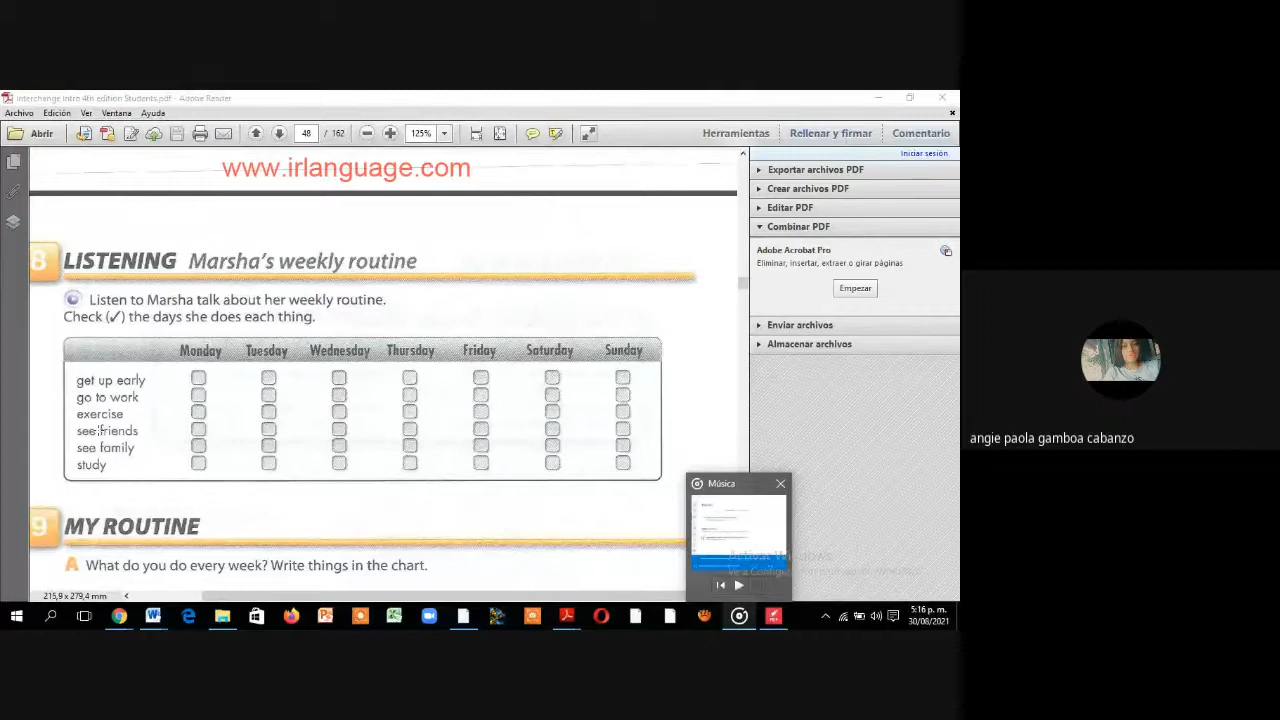 Interchange Intro 4th edition Students.pdf - Adobe Reader
Archivo Edición Ver Ventana Ayuda
Abrir 48 / 162 125% Herramientas Rellenar y firmar Comentario
Iniciar sesión
www.irlanguage.com
Exportar archivos PDF
Crear archivos PDF
Editar PDF
Combinar PDF
Adobe Acrobat Pro
Eliminar, insertar, extraer o girar páginas
Empezar
Enviar archivos
Almacenar archivos
8 LISTENING Marsha's weekly routine
Listen to Marsha talk about her weekly routine.
Check (✓) the days she does each thing.
Monday Tuesday Wednesday Thursday Friday Saturday Sunday
get up early
go to work
exercise
see friends
see family
study
9 MY ROUTINE
A What do you do every week? Write things in the chart.
215,9 x 279,4 mm
Música
Activar Windows
angie paola gamboa cabanzo
5:16 p. m.
30/08/2021